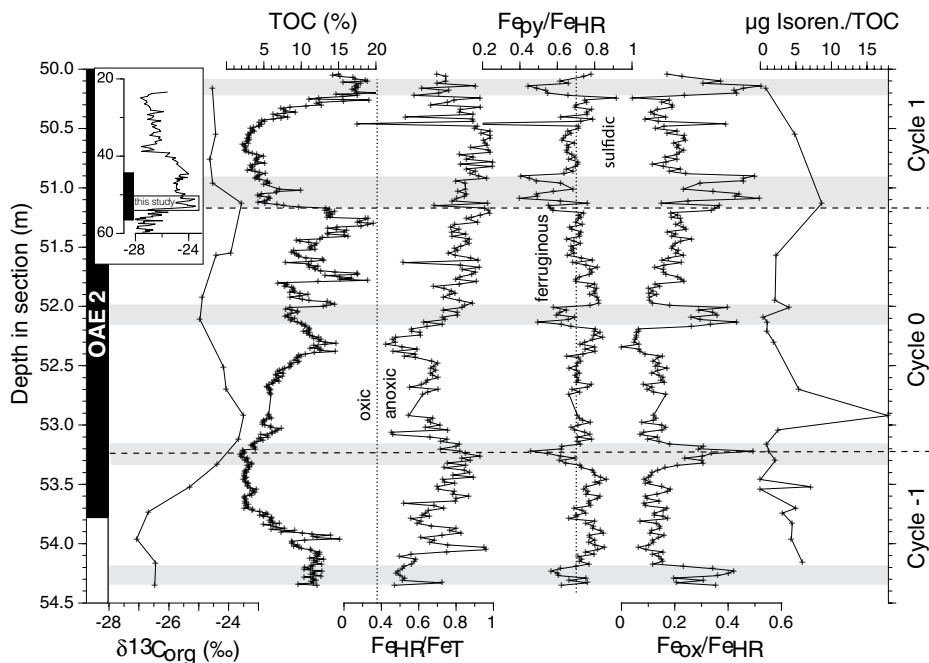 TOC (%)
5 10 15 20
Fepy/FeHR
0.2 0.4 0.6 0.8 1
µg Isoren./TOC
0 5 10 15
50.0
50.5
51.0
51.5
52.0
52.5
53.0
53.5
54.0
54.5
Depth in section (m)
OAE 2
20
40
60
this study
-28 -26 -24
oxic
anoxic
ferruginous
sulfidic
Cycle 1
Cycle 0
Cycle -1
-28 -26 -24
δ13Corg (‰)
0 0.2 0.4 0.6 0.8 1
FeHR/FeT
0 0.2 0.4 0.6
Feox/FeHR